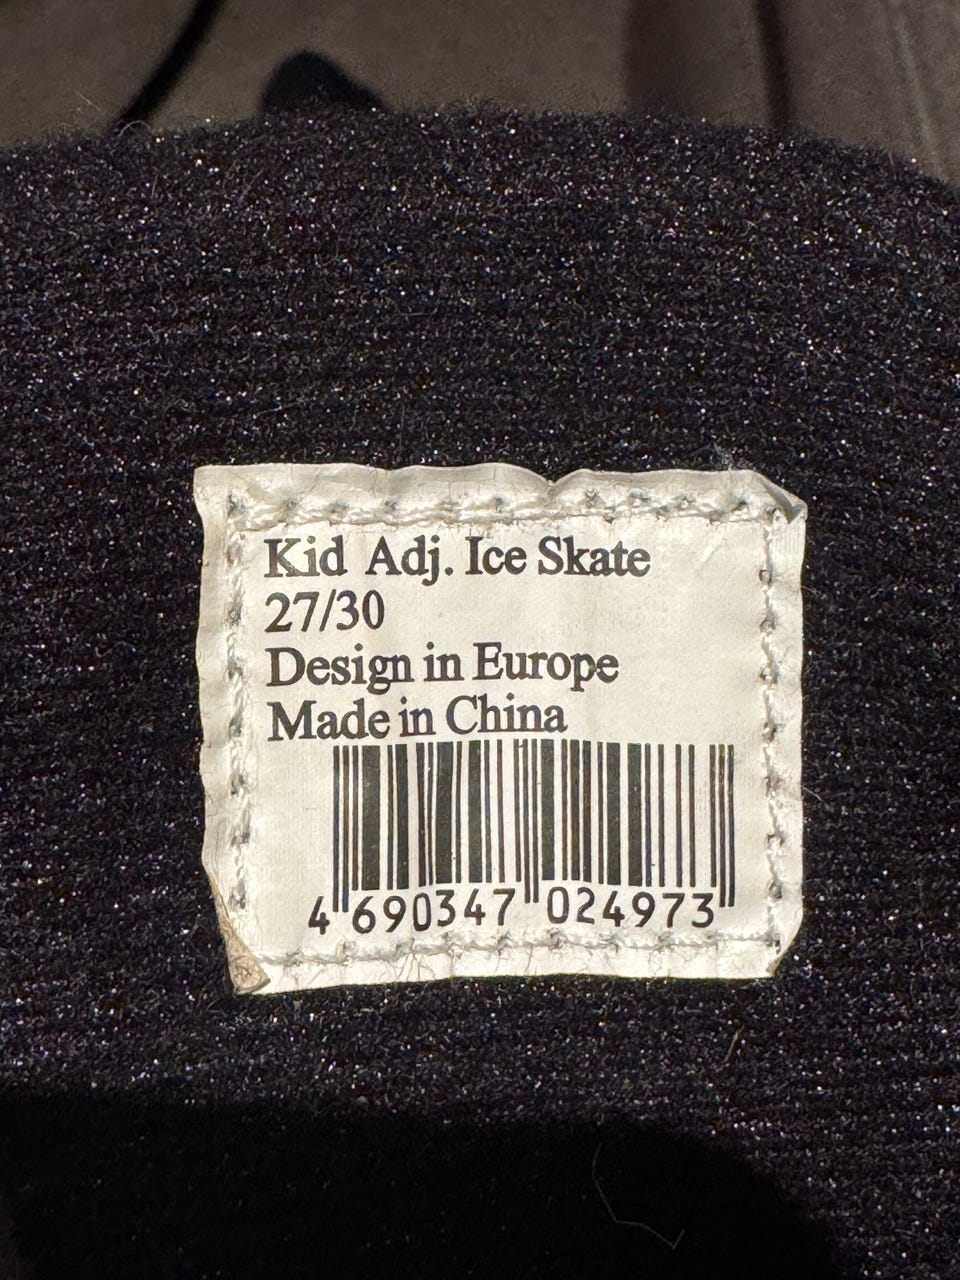 Kid Adj. Ice Skate
27/30
Design in Europe
Made in China
4 690347 024973